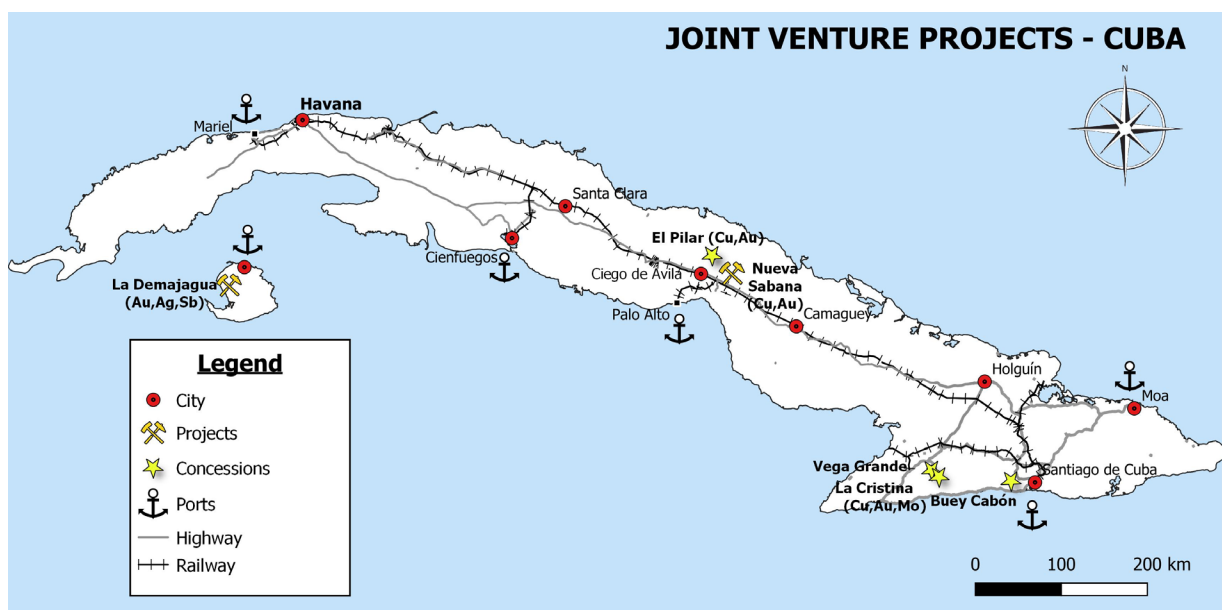 JOINT VENTURE PROJECTS - CUBA
N
Havana
Mariel
Santa Clara
Cienfuegos
El Pilar (Cu,Au)
Ciego de Ávila
Nueva
Sabana
(Cu,Au)
La Demajagua
(Au,Ag,Sb)
Palo Alto
Camaguey
Holguín
Moa
Vega Grande
La Cristina
(Cu,Au,Mo)
Buey Cabón
Santiago de Cuba
Legend
City
Projects
Concessions
Ports
Highway
Railway
0 100 200 km